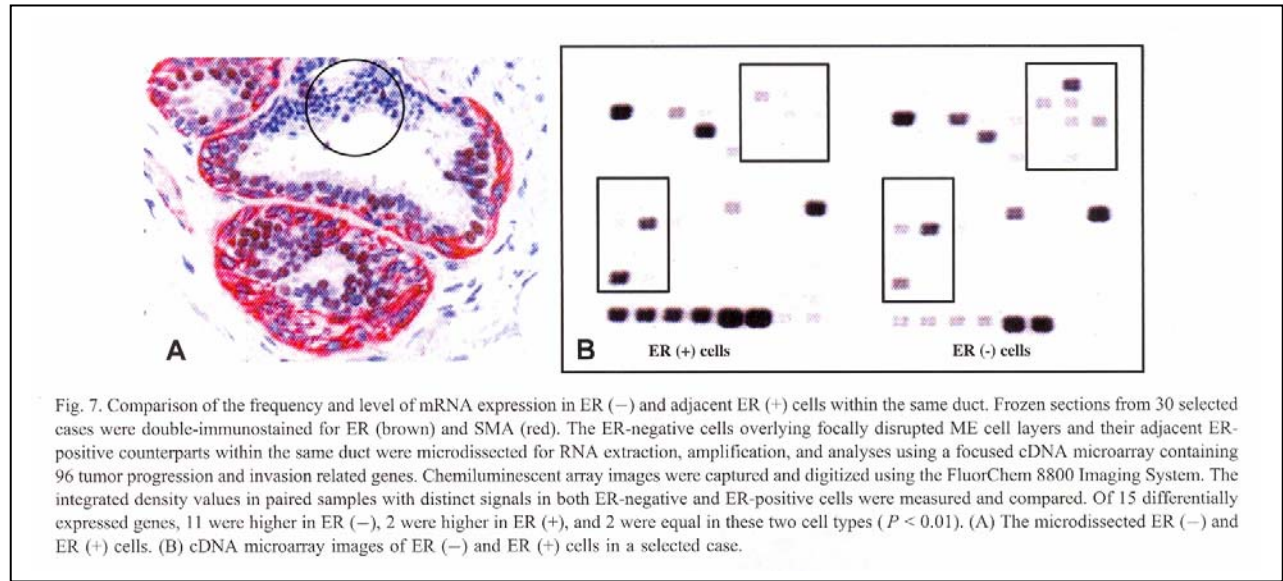 A
B
ER (+) cells
ER (-) cells
Fig. 7. Comparison of the frequency and level of mRNA expression in ER (−) and adjacent ER (+) cells within the same duct. Frozen sections from 30 selected
cases were double-immunostained for ER (brown) and SMA (red). The ER-negative cells overlying focally disrupted ME cell layers and their adjacent ER-
positive counterparts within the same duct were microdissected for RNA extraction, amplification, and analyses using a focused cDNA microarray containing
96 tumor progression and invasion related genes. Chemiluminescent array images were captured and digitized using the FluorChem 8800 Imaging System. The
integrated density values in paired samples with distinct signals in both ER-negative and ER-positive cells were measured and compared. Of 15 differentially
expressed genes, 11 were higher in ER (−), 2 were higher in ER (+), and 2 were equal in these two cell types (P < 0.01). (A) The microdissected ER (−) and
ER (+) cells. (B) cDNA microarray images of ER (−) and ER (+) cells in a selected case.